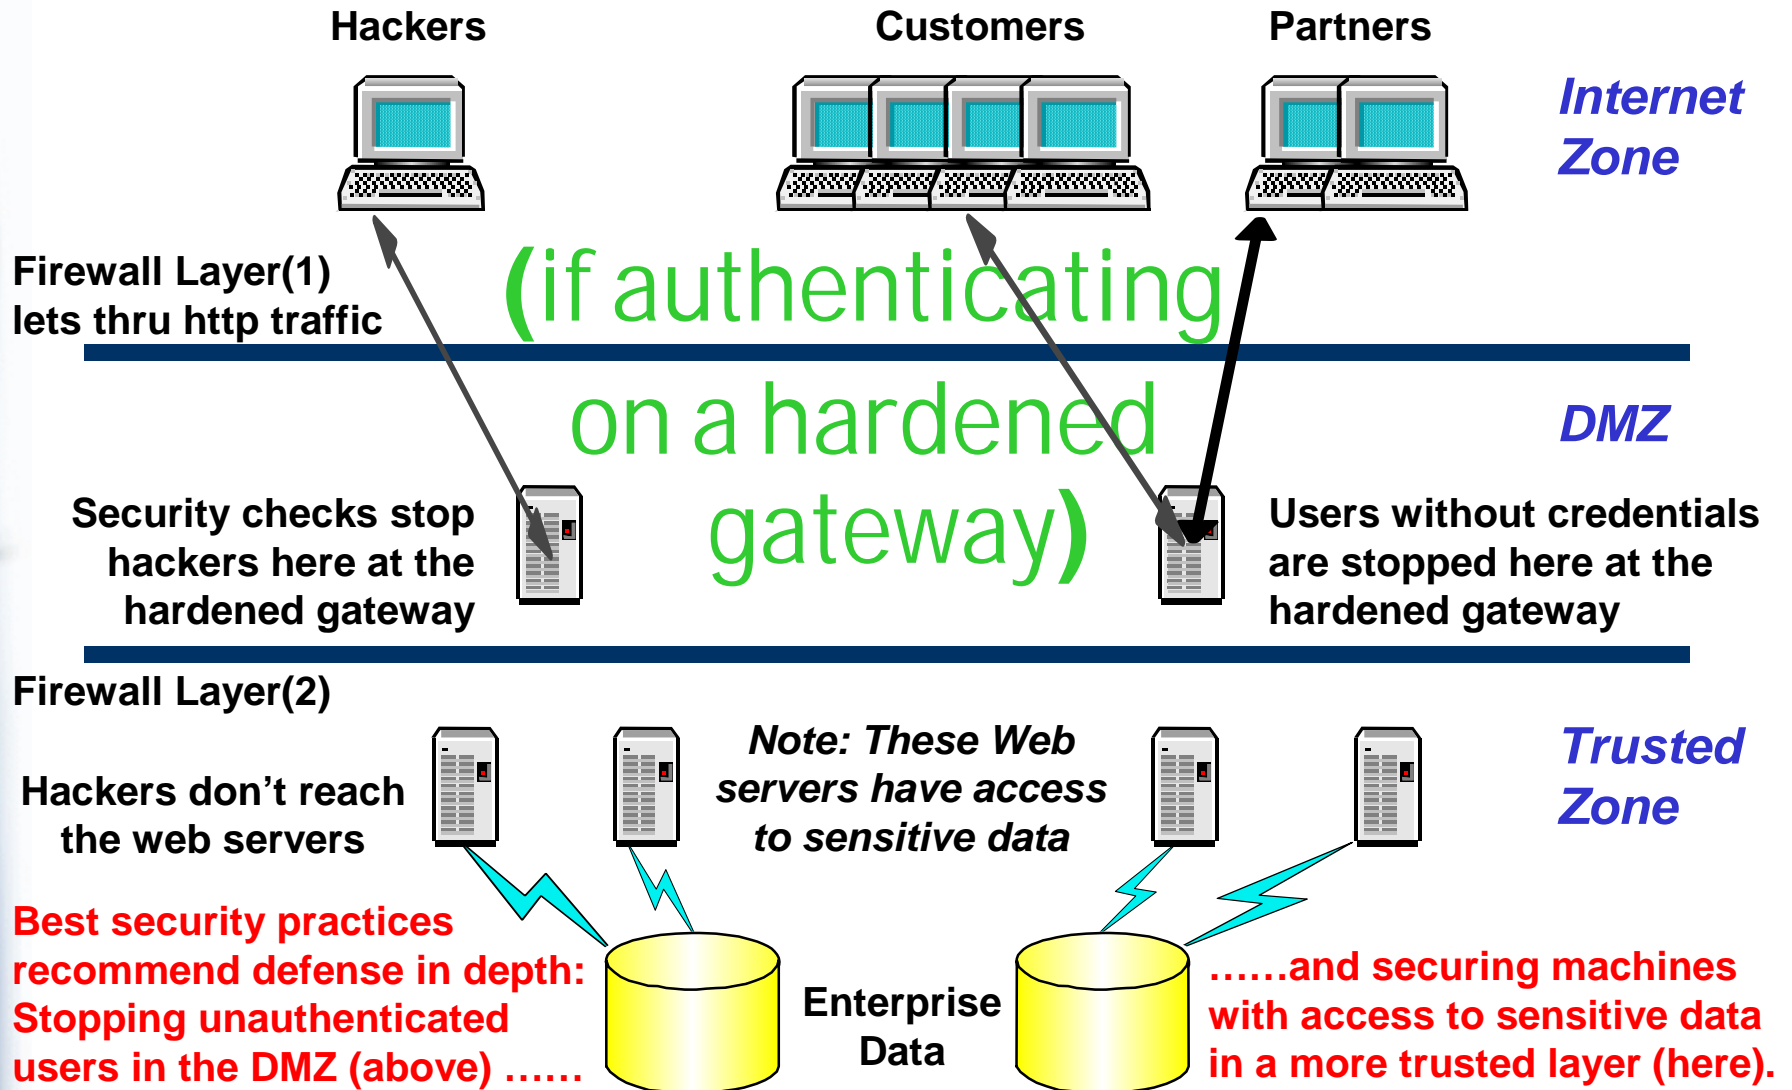 Hackers
Customers
Partners
Internet
Zone
Firewall Layer(1)
lets thru http traffic
(if authenticating
on a hardened
gateway)
DMZ
Security checks stop
hackers here at the
hardened gateway
Users without credentials
are stopped here at the
hardened gateway
Firewall Layer(2)
Hackers don’t reach
the web servers
Note: These Web
servers have access
to sensitive data
Trusted
Zone
Best security practices
recommend defense in depth:
Stopping unauthenticated
users in the DMZ (above) ……
Enterprise
Data
……and securing machines
with access to sensitive data
in a more trusted layer (here).